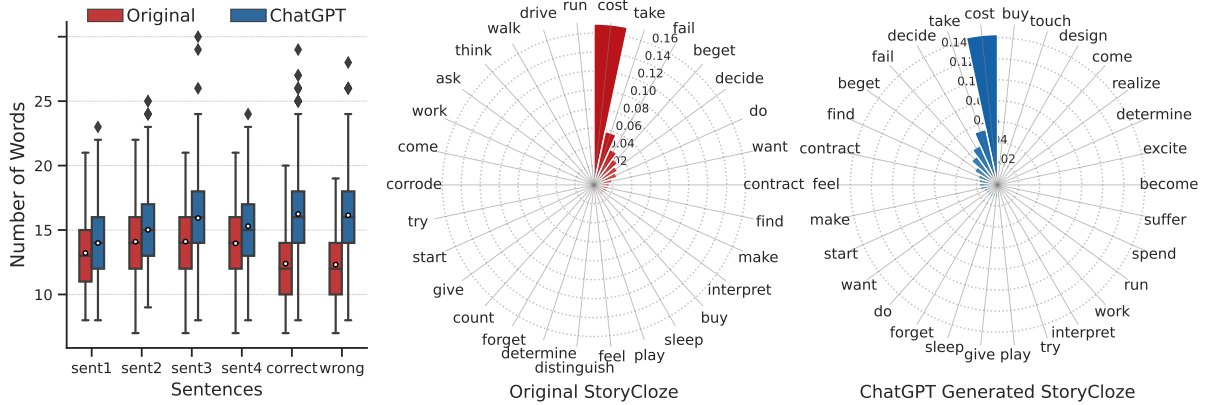 Original
ChatGPT
Number of Words
25
20
15
10
sent1
sent2
sent3
sent4
correct
wrong
Sentences
cost
take
fail
beget
decide
do
want
contract
find
make
interpret
buy
sleep
play
feel
distinguish
determine
forget
count
give
start
try
corrode
come
work
ask
think
walk
drive
run
0.16
0.14
0.12
0.10
0.08
0.06
0.04
Original StoryCloze
cost
buy
touch
design
come
realize
determine
excite
become
suffer
spend
run
work
interpret
try
play
give
sleep
forget
do
want
start
make
feel
contract
find
beget
fail
decide
take
0.14
ChatGPT Generated StoryCloze